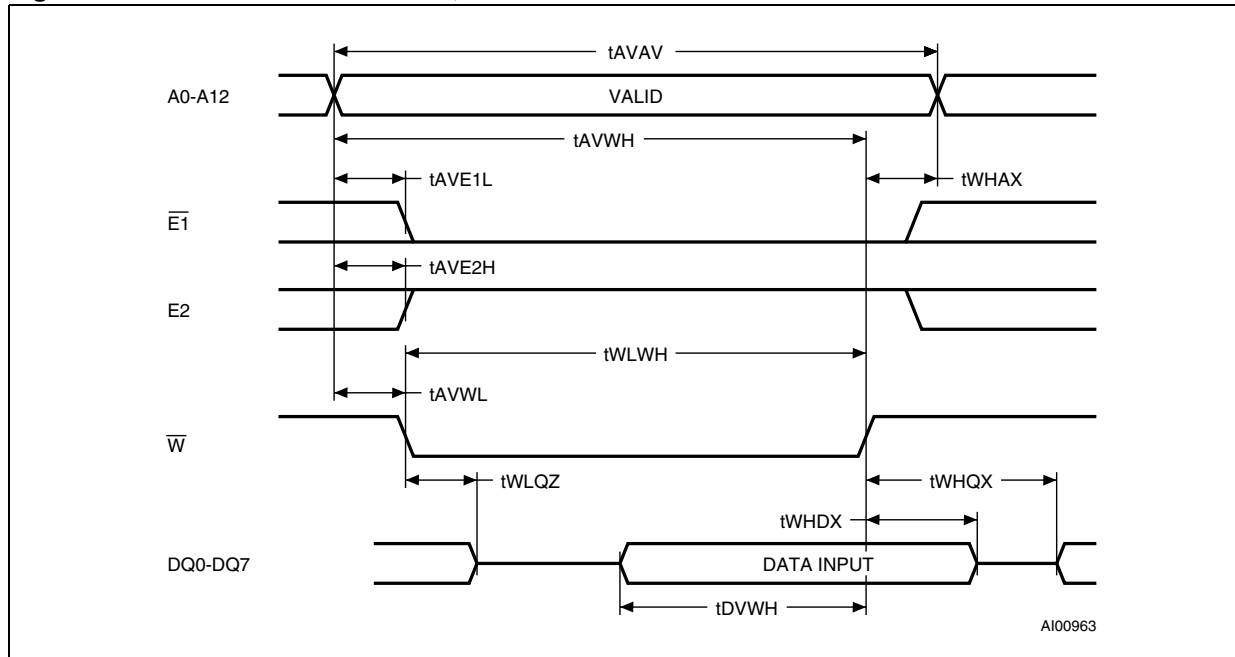 tAVAV
A0-A12
VALID
tAVWH
tAVE1L
tWHAX
E1
tAVE2H
E2
tWLWH
tAVWL
W
tWLQZ
tWHQX
tWHDX
DQ0-DQ7
DATA INPUT
tDVWH
AI00963